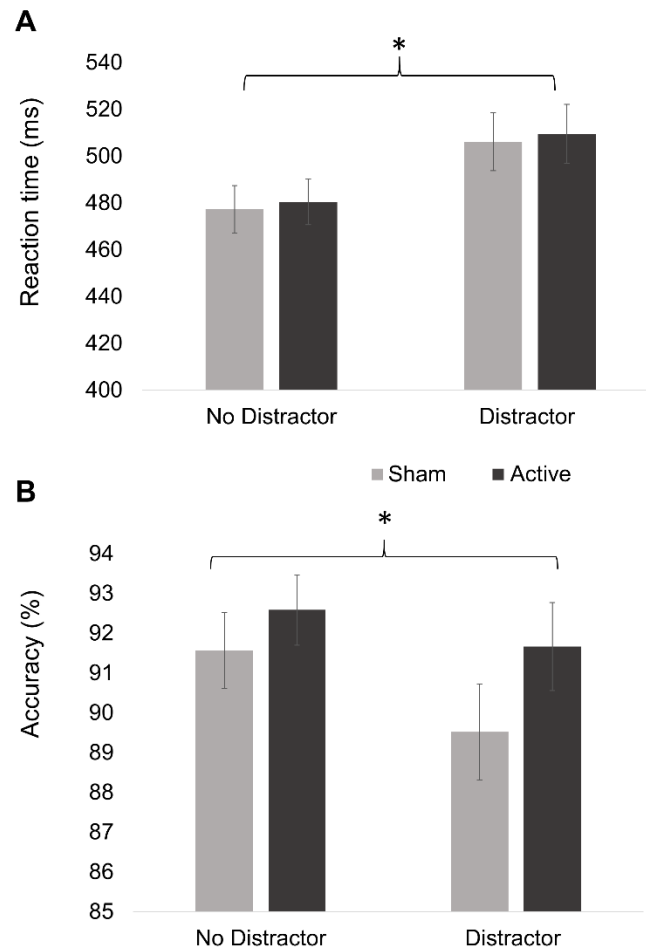 A
*
Reaction time (ms)
540
520
500
480
460
440
420
400
No Distractor Distractor
Sham Active
B
*
Accuracy (%)
94
93
92
91
90
89
88
87
86
85
No Distractor Distractor